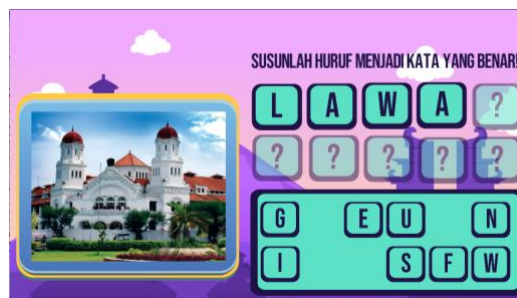 SUSUNLAH HURUF MENJADI KATA YANG BENAR!
L A W A ?
? ? ? ? ?
G E U N
I S F W